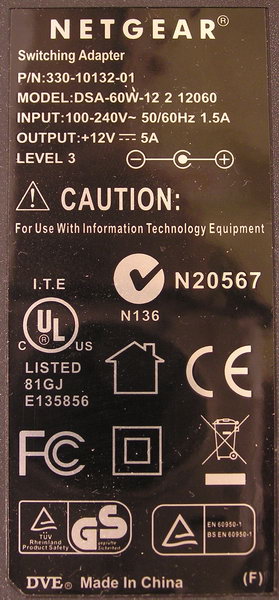 NETGEAR®
Switching Adapter
P/N:330-10132-01
MODEL:DSA-60W-12 2 12060
INPUT:100-240V~ 50/60Hz 1.5A
OUTPUT:+12V⎓5A
LEVEL 3
CAUTION:
For Use With Information Technology Equipment
I.T.E
N20567
N136
C UL ® US
LISTED
81GJ
E135856
CE
FC
TÜV
Rheinland
Product Safety
GS
geprüfte
Sicherheit
EN 60950-1
BS EN 60950-1
DVE® Made In China (F)